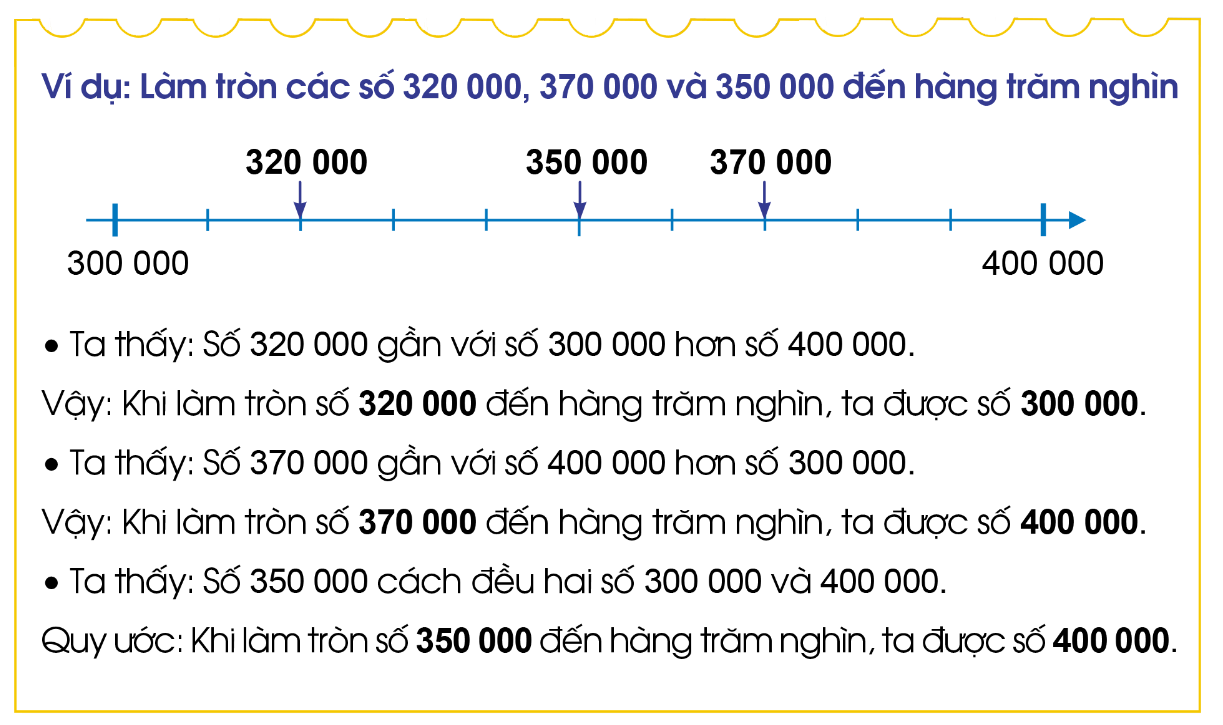 Ví dụ: Làm tròn các số 320 000, 370 000 và 350 000 đến hàng trăm nghìn
320 000 350 000 370 000
300 000 400 000
• Ta thấy: Số 320 000 gần với số 300 000 hơn số 400 000.
Vậy: Khi làm tròn số 320 000 đến hàng trăm nghìn, ta được số 300 000.
• Ta thấy: Số 370 000 gần với số 400 000 hơn số 300 000.
Vậy: Khi làm tròn số 370 000 đến hàng trăm nghìn, ta được số 400 000.
• Ta thấy: Số 350 000 cách đều hai số 300 000 và 400 000.
Quy ước: Khi làm tròn số 350 000 đến hàng trăm nghìn, ta được số 400 000.